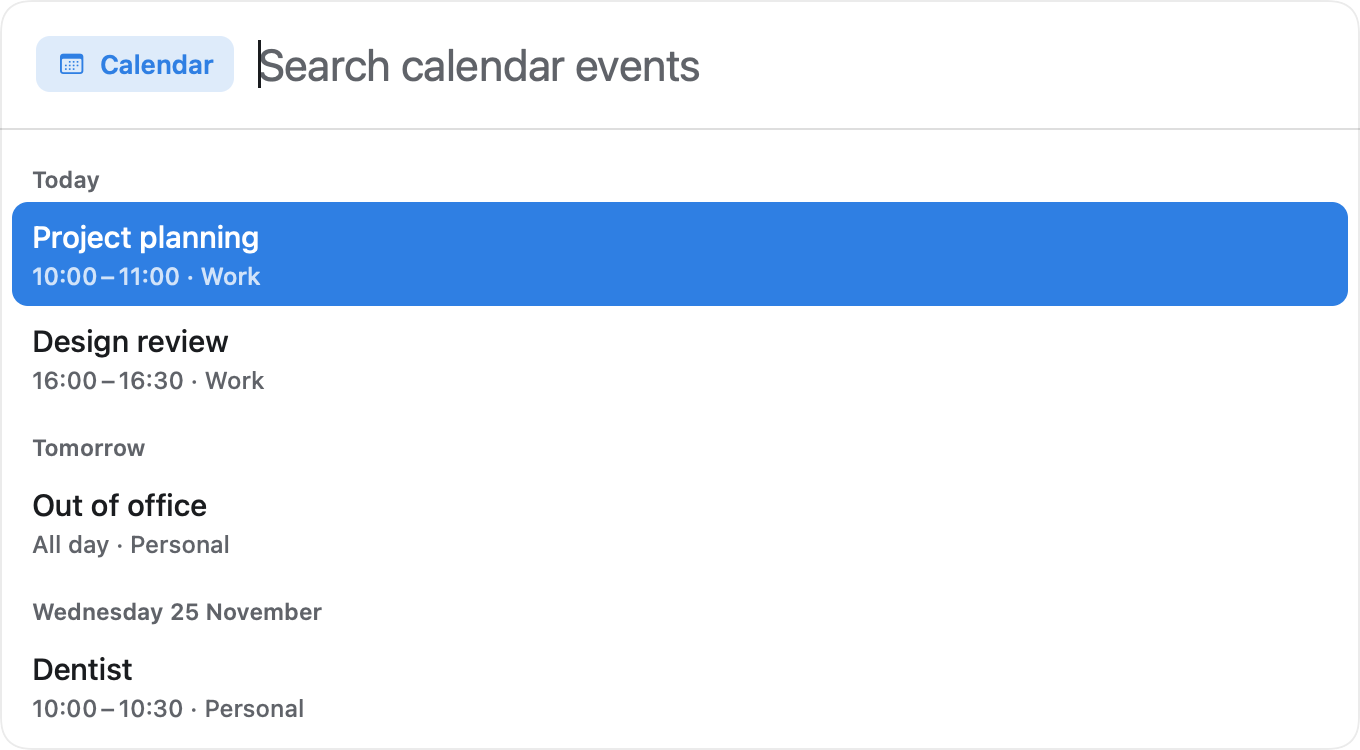 Calendar
Search calendar events
Today
Project planning
10:00 – 11:00 · Work
Design review
16:00 – 16:30 · Work
Tomorrow
Out of office
All day · Personal
Wednesday 25 November
Dentist
10:00 – 10:30 · Personal